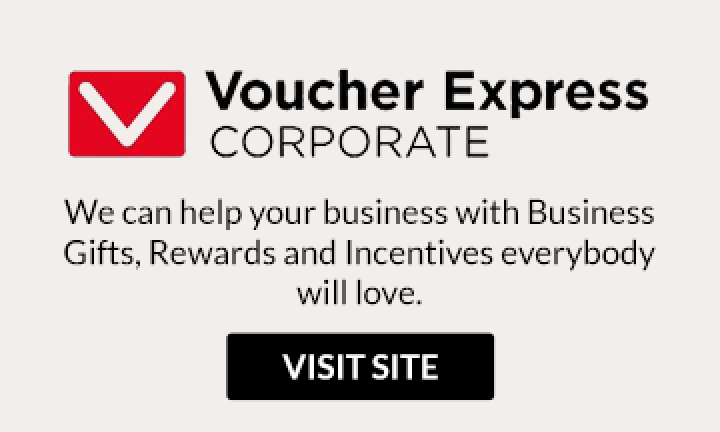 Voucher Express
CORPORATE
We can help your business with Business
Gifts, Rewards and Incentives everybody
will love.
VISIT SITE